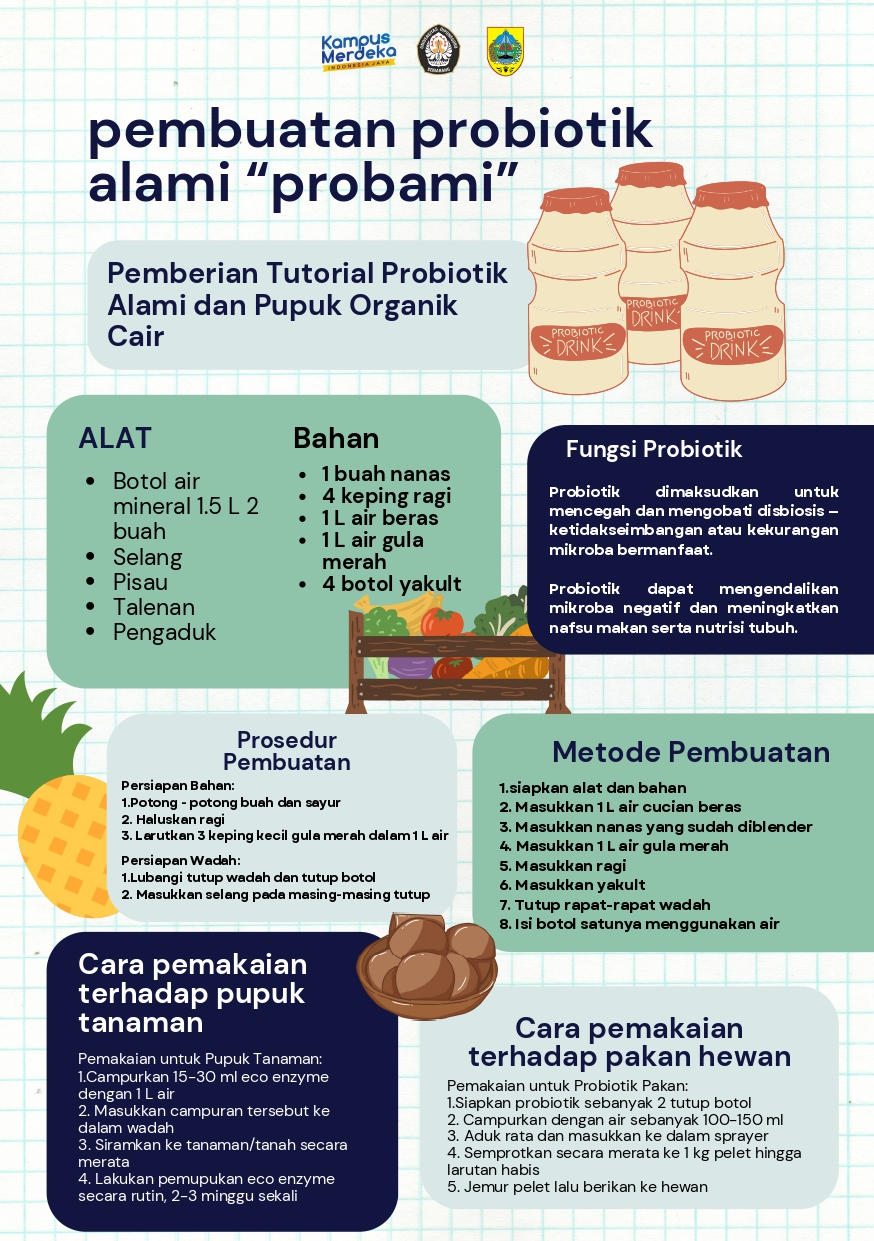 Kampus
Merdeka
INDONESIA JAYA
pembuatan probiotik
alami “probami”
Pemberian Tutorial Probiotik
Alami dan Pupuk Organik
Cair
PROBIOTIC
DRINK
PROBIOTIC
DRINK
PROBIOTIC
DRINK
ALAT
• Botol air
mineral 1.5 L 2
buah
• Selang
• Pisau
• Talenan
• Pengaduk
Bahan
• 1 buah nanas
• 4 keping ragi
• 1 L air beras
• 1 L air gula
merah
• 4 botol yakult
Fungsi Probiotik
Probiotik dimaksudkan untuk
mencegah dan mengobati disbiosis –
ketidakseimbangan atau kekurangan
mikroba bermanfaat.
Probiotik dapat mengendalikan
mikroba negatif dan meningkatkan
nafsu makan serta nutrisi tubuh.
Prosedur
Pembuatan
Persiapan Bahan:
1.Potong - potong buah dan sayur
2. Haluskan ragi
3. Larutkan 3 keping kecil gula merah dalam 1 L air
Persiapan Wadah:
1.Lubangi tutup wadah dan tutup botol
2. Masukkan selang pada masing-masing tutup
Metode Pembuatan
1.siapkan alat dan bahan
2. Masukkan 1 L air cucian beras
3. Masukkan nanas yang sudah diblender
4. Masukkan 1 L air gula merah
5. Masukkan ragi
6. Masukkan yakult
7. Tutup rapat-rapat wadah
8. Isi botol satunya menggunakan air
Cara pemakaian
terhadap pupuk
tanaman
Pemakaian untuk Pupuk Tanaman:
1.Campurkan 15-30 ml eco enzyme
dengan 1 L air
2. Masukkan campuran tersebut ke
dalam wadah
3. Siramkan ke tanaman/tanah secara
merata
4. Lakukan pemupukan eco enzyme
secara rutin, 2-3 minggu sekali
Cara pemakaian
terhadap pakan hewan
Pemakaian untuk Probiotik Pakan:
1.Siapkan probiotik sebanyak 2 tutup botol
2. Campurkan dengan air sebanyak 100-150 ml
3. Aduk rata dan masukkan ke dalam sprayer
4. Semprotkan secara merata ke 1 kg pelet hingga
larutan habis
5. Jemur pelet lalu berikan ke hewan